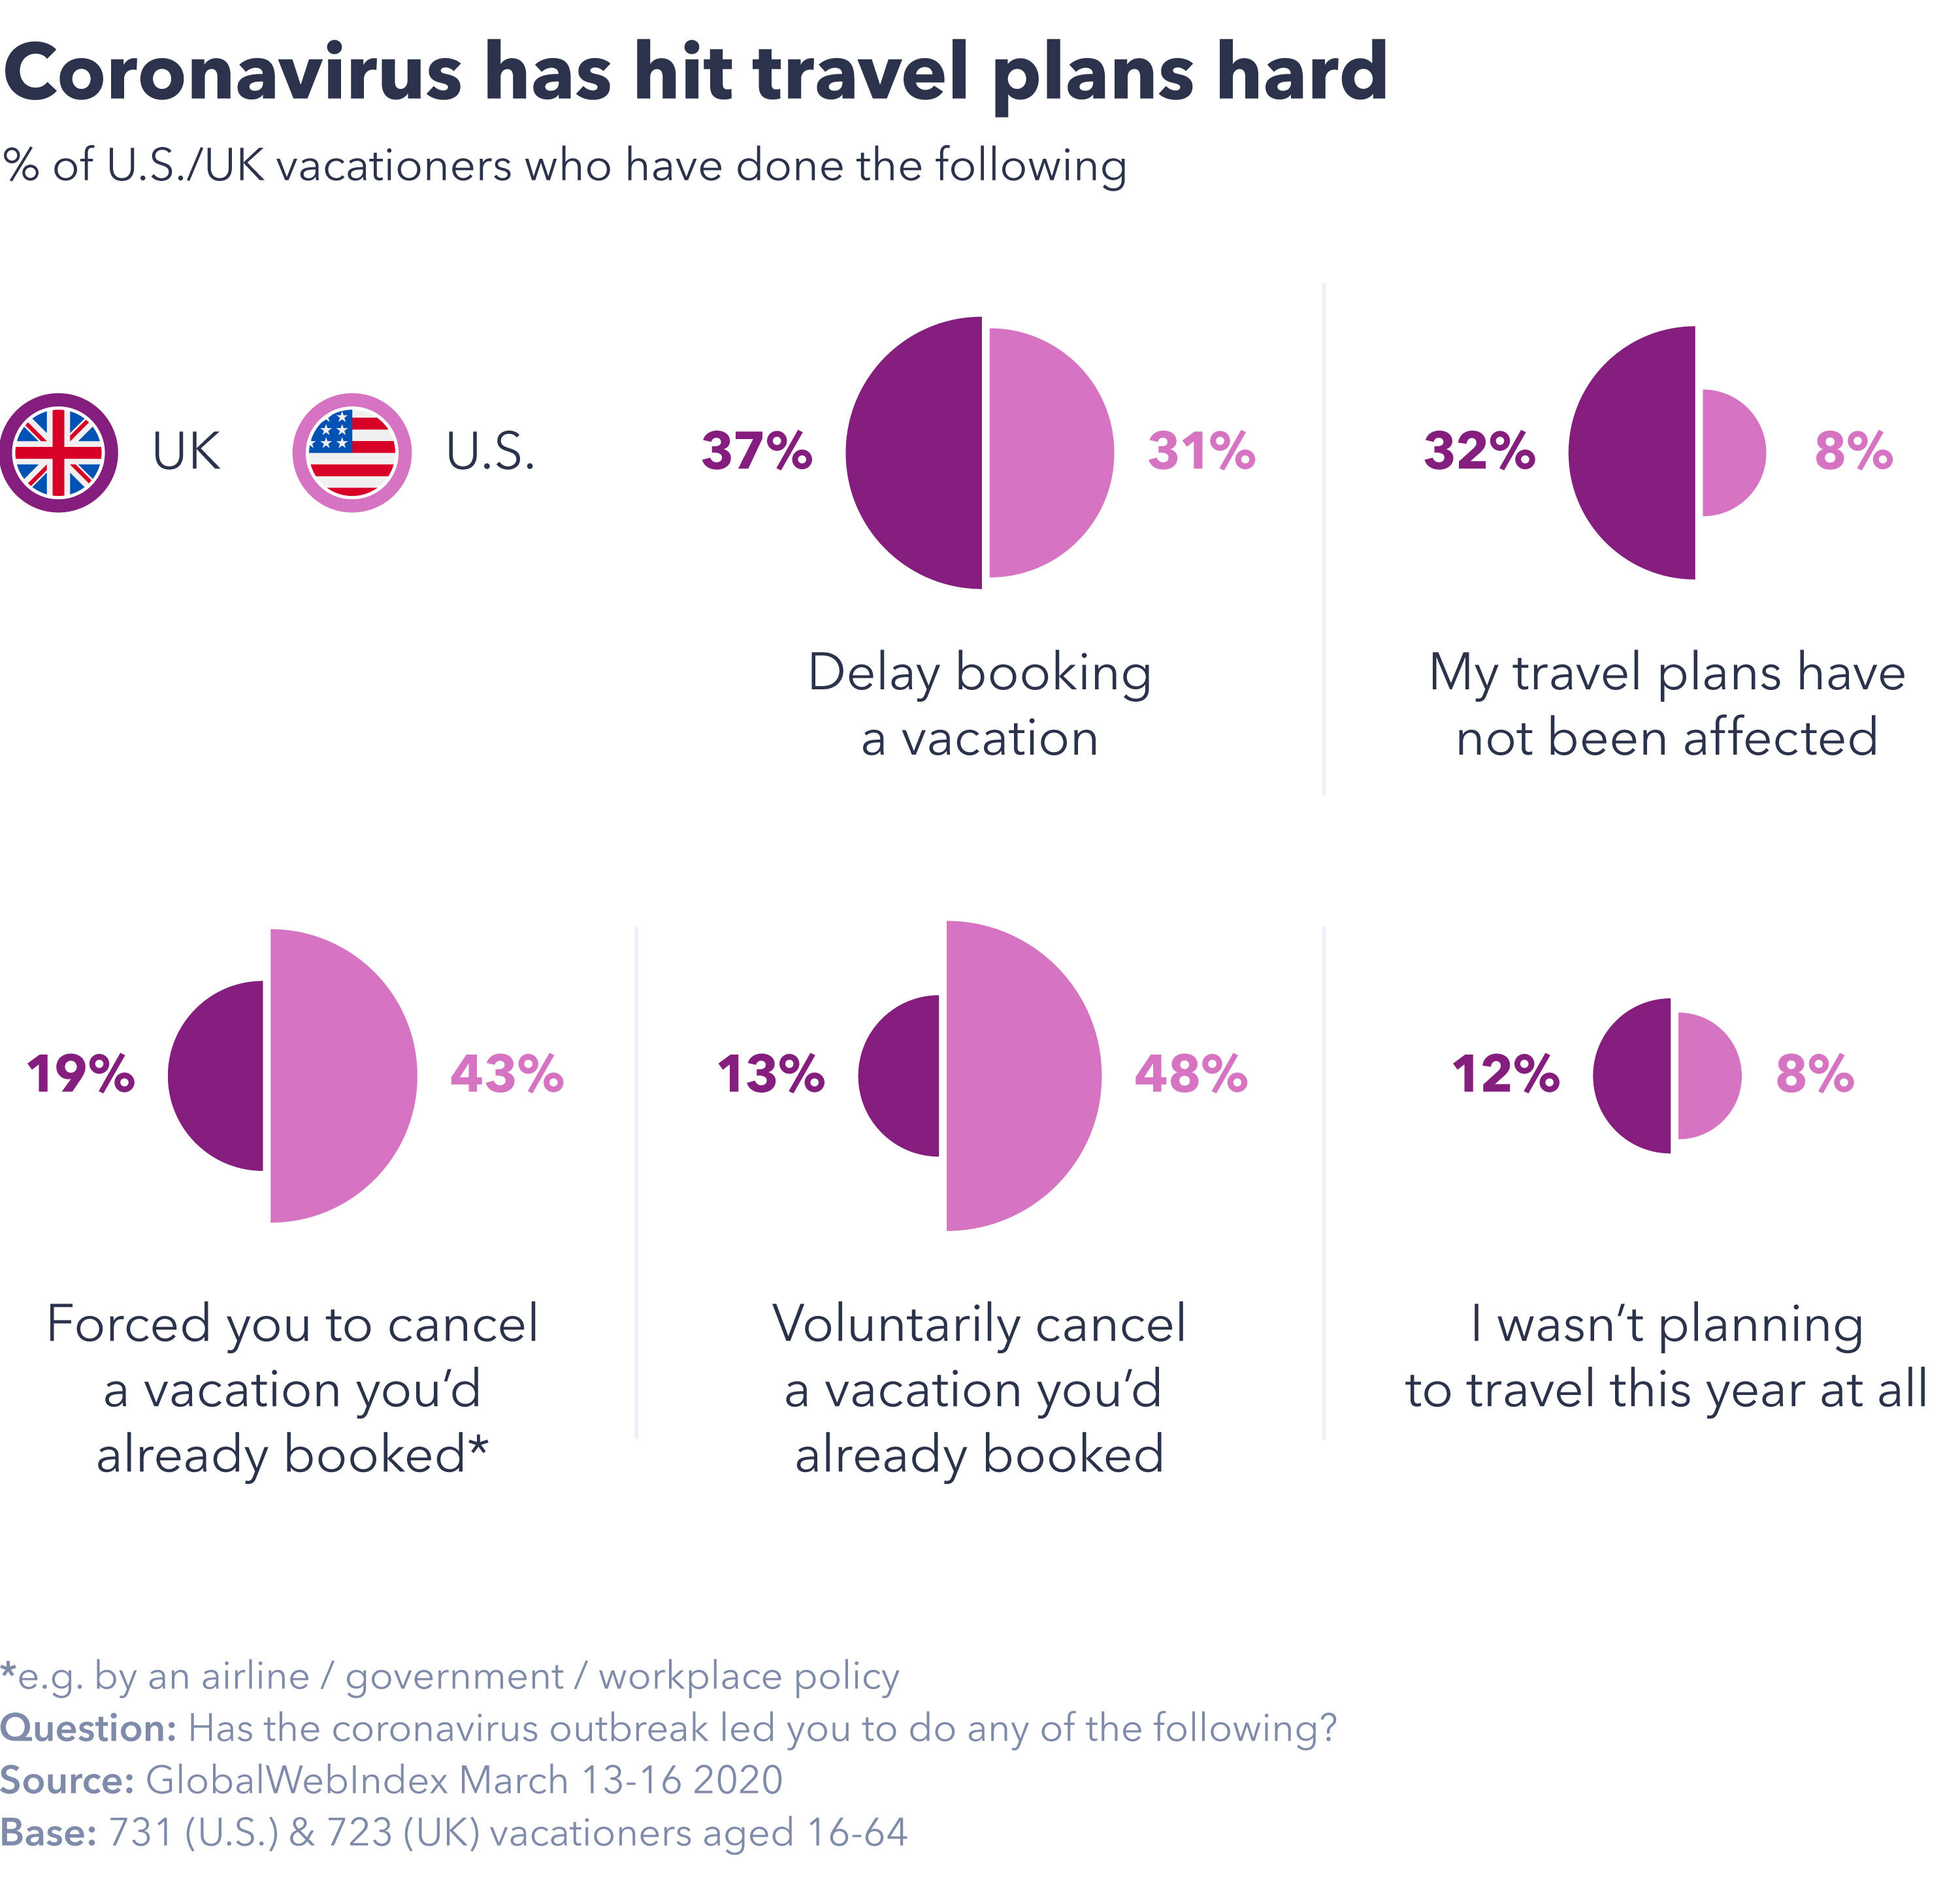 Coronavirus has hit travel plans hard
% of U.S./UK vacationers who have done the following
UK
U.S.
37%
31%
Delay booking
a vacation
32%
8%
My travel plans have
not been affected
19%
43%
Forced you to cancel
a vacation you’d
already booked*
13%
48%
Voluntarily cancel
a vacation you’d
already booked
12%
8%
I wasn‘t planning
to travel this year at all
*e.g. by an airline / government / workplace policy
Question: Has the coronavirus outbreak led you to do any of the following?
Source: GlobalWebIndex March 13-16 2020
Base: 731 (U.S.) & 723 (UK) vacationers aged 16-64